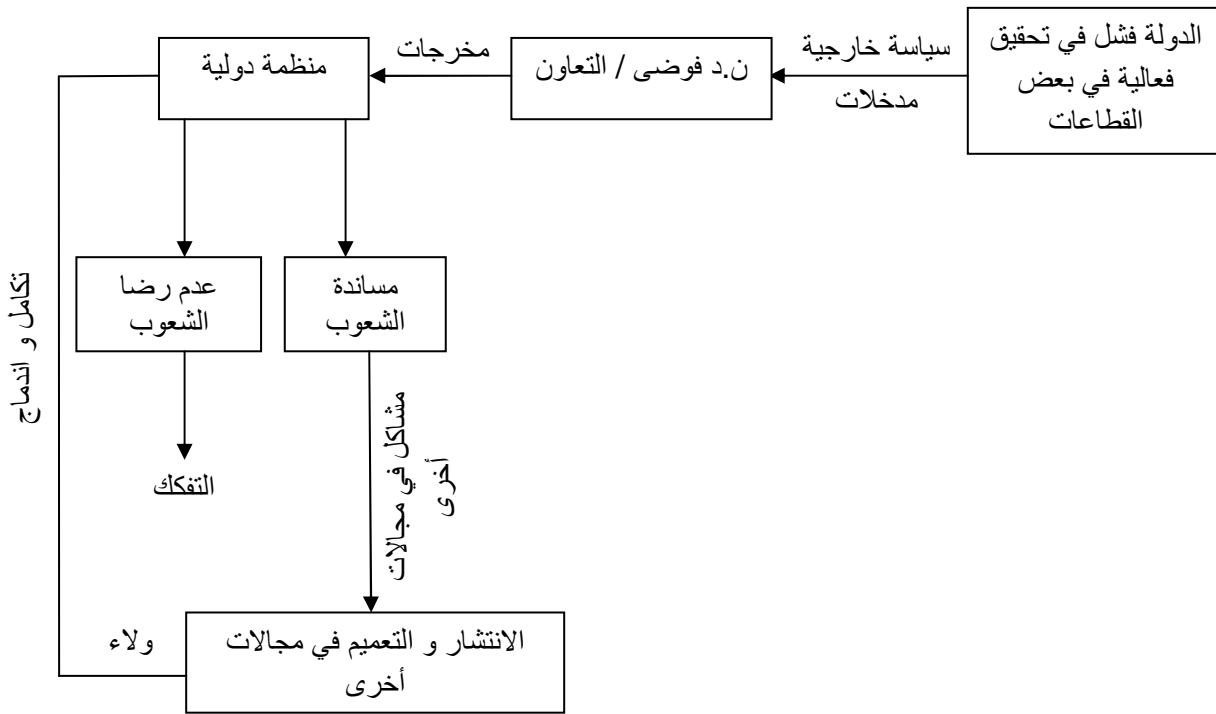 الدولة فشل في تحقيق
فعالية في بعض
القطاعات
سياسة خارجية
مدخلات
ن.د فوضى / التعاون
مخرجات
منظمة دولية
مساندة
الشعوب
عدم رضا
الشعوب
مشاكل في مجالات
أخرى
التفكك
تكامل و اندماج
الانتشار و التعميم في مجالات
أخرى
ولاء